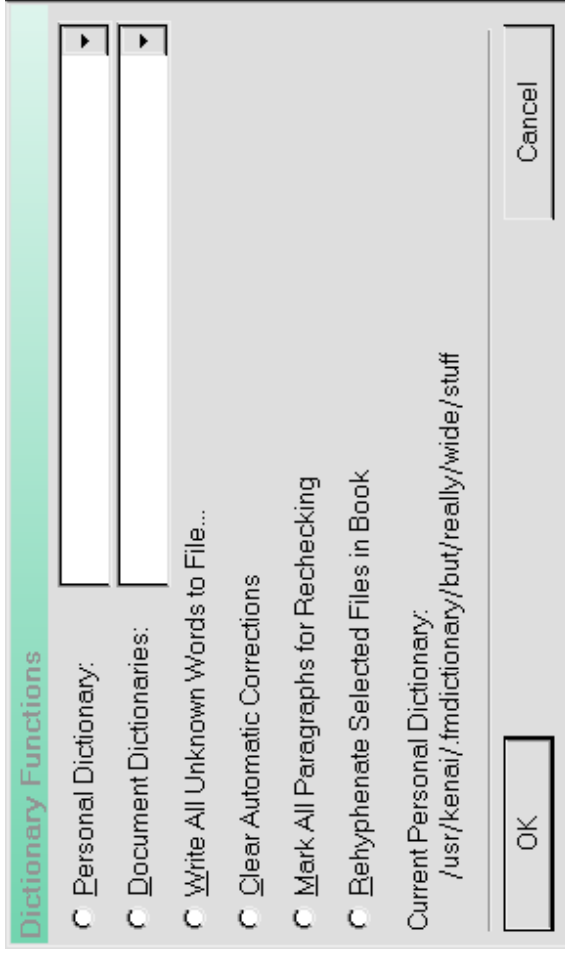 Dictionary Functions
Personal Dictionary:
Document Dictionaries:
Write All Unknown Words to File...
Clear Automatic Corrections
Mark All Paragraphs for Rechecking
Rehyphenate Selected Files in Book
Current Personal Dictionary:
/usr/kenai/.fmdictionary/but/really/wide/stuff
OK
Cancel